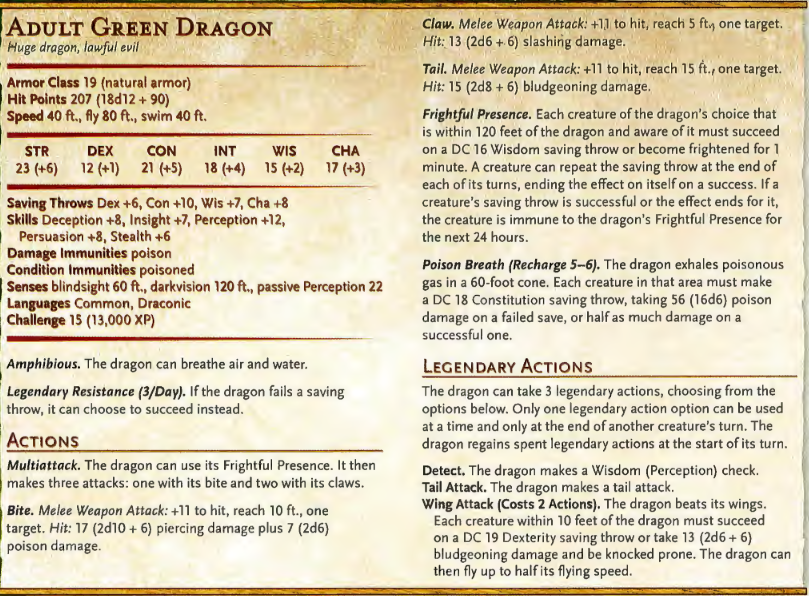 ADULT GREEN DRAGON
Huge dragon, lawful evil
Armor Class 19 (natural armor)
Hit Points 207 (18d12 + 90)
Speed 40 ft., fly 80 ft., swim 40 ft.
STR DEX CON INT WIS CHA
23 (+6) 12 (+1) 21 (+5) 18 (+4) 15 (+2) 17 (+3)
Saving Throws Dex +6, Con +10, Wis +7, Cha +8
Skills Deception +8, Insight +7, Perception +12,
Persuasion +8, Stealth +6
Damage Immunities poison
Condition Immunities poisoned
Senses blindsight 60 ft., darkvision 120 ft., passive Perception 22
Languages Common, Draconic
Challenge 15 (13,000 XP)
Amphibious. The dragon can breathe air and water.
Legendary Resistance (3/Day). If the dragon fails a saving
throw, it can choose to succeed instead.
ACTIONS
Multiattack. The dragon can use its Frightful Presence. It then
makes three attacks: one with its bite and two with its claws.
Bite. Melee Weapon Attack: +11 to hit, reach 10 ft., one
target. Hit: 17 (2d10 + 6) piercing damage plus 7 (2d6)
poison damage.
Claw. Melee Weapon Attack: +11 to hit, reach 5 ft., one target.
Hit: 13 (2d6 + 6) slashing damage.
Tail. Melee Weapon Attack: +11 to hit, reach 15 ft., one target.
Hit: 15 (2d8 + 6) bludgeoning damage.
Frightful Presence. Each creature of the dragon's choice that
is within 120 feet of the dragon and aware of it must succeed
on a DC 16 Wisdom saving throw or become frightened for 1
minute. A creature can repeat the saving throw at the end of
each of its turns, ending the effect on itself on a success. If a
creature's saving throw is successful or the effect ends for it,
the creature is immune to the dragon's Frightful Presence for
the next 24 hours.
Poison Breath (Recharge 5–6). The dragon exhales poisonous
gas in a 60-foot cone. Each creature in that area must make
a DC 18 Constitution saving throw, taking 56 (16d6) poison
damage on a failed save, or half as much damage on a
successful one.
LEGENDARY ACTIONS
The dragon can take 3 legendary actions, choosing from the
options below. Only one legendary action option can be used
at a time and only at the end of another creature's turn. The
dragon regains spent legendary actions at the start of its turn.
Detect. The dragon makes a Wisdom (Perception) check.
Tail Attack. The dragon makes a tail attack.
Wing Attack (Costs 2 Actions). The dragon beats its wings.
Each creature within 10 feet of the dragon must succeed
on a DC 19 Dexterity saving throw or take 13 (2d6 + 6)
bludgeoning damage and be knocked prone. The dragon can
then fly up to half its flying speed.